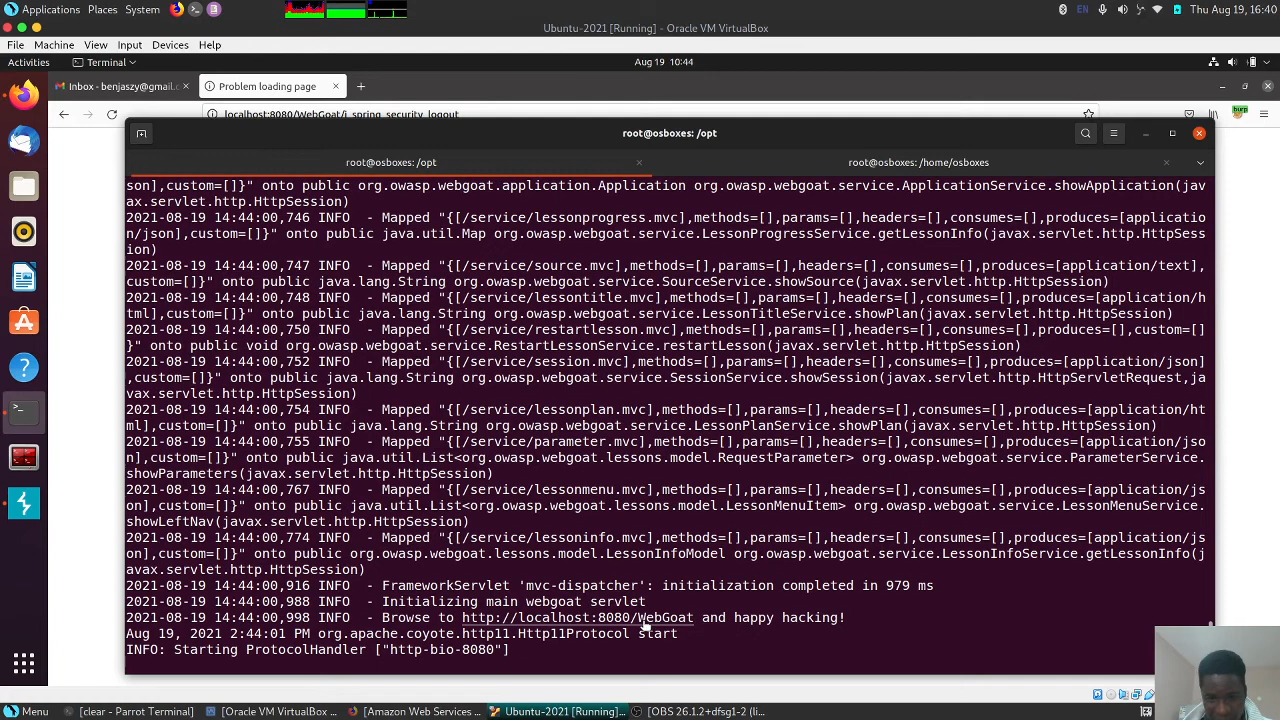 Applications Places System Thu Aug 19, 16:40
EN
Ubuntu-2021 [Running] - Oracle VM VirtualBox
File Machine View Input Devices Help
Activities Terminal Aug 19 10:44
Inbox - benjaszy@gmail.c × Problem loading page × +
localhost:8080/WebGoat/j_spring_security_logout
burp
root@osboxes: /opt
root@osboxes: /opt × root@osboxes: /home/osboxes ×
son],custom=[]}" onto public org.owasp.webgoat.application.Application org.owasp.webgoat.service.ApplicationService.showApplication(jav
ax.servlet.http.HttpSession)
2021-08-19 14:44:00,746 INFO  - Mapped "{[/service/lessonprogress.mvc],methods=[],params=[],headers=[],consumes=[],produces=[applicatio
n/json],custom=[]}" onto public java.util.Map org.owasp.webgoat.service.LessonProgressService.getLessonInfo(javax.servlet.http.HttpSess
ion)
2021-08-19 14:44:00,747 INFO  - Mapped "{[/service/source.mvc],methods=[],params=[],headers=[],consumes=[],produces=[application/text],
custom=[]}" onto public java.lang.String org.owasp.webgoat.service.SourceService.showSource(javax.servlet.http.HttpSession)
2021-08-19 14:44:00,748 INFO  - Mapped "{[/service/lessontitle.mvc],methods=[],params=[],headers=[],consumes=[],produces=[application/h
tml],custom=[]}" onto public java.lang.String org.owasp.webgoat.service.LessonTitleService.showPlan(javax.servlet.http.HttpSession)
2021-08-19 14:44:00,750 INFO  - Mapped "{[/service/restartlesson.mvc],methods=[],params=[],headers=[],consumes=[],produces=[],custom=[]
}" onto public void org.owasp.webgoat.service.RestartLessonService.restartLesson(javax.servlet.http.HttpSession)
2021-08-19 14:44:00,752 INFO  - Mapped "{[/service/session.mvc],methods=[],params=[],headers=[],consumes=[],produces=[application/json]
,custom=[]}" onto public java.lang.String org.owasp.webgoat.service.SessionService.showSession(javax.servlet.http.HttpServletRequest,ja
vax.servlet.http.HttpSession)
2021-08-19 14:44:00,754 INFO  - Mapped "{[/service/lessonplan.mvc],methods=[],params=[],headers=[],consumes=[],produces=[application/ht
ml],custom=[]}" onto public java.lang.String org.owasp.webgoat.service.LessonPlanService.showPlan(javax.servlet.http.HttpSession)
2021-08-19 14:44:00,755 INFO  - Mapped "{[/service/parameter.mvc],methods=[],params=[],headers=[],consumes=[],produces=[application/jso
n],custom=[]}" onto public java.util.List<org.owasp.webgoat.lessons.model.RequestParameter> org.owasp.webgoat.service.ParameterService.
showParameters(javax.servlet.http.HttpSession)
2021-08-19 14:44:00,767 INFO  - Mapped "{[/service/lessonmenu.mvc],methods=[],params=[],headers=[],consumes=[],produces=[application/js
on],custom=[]}" onto public java.util.List<org.owasp.webgoat.lessons.model.LessonMenuItem> org.owasp.webgoat.service.LessonMenuService.
showLeftNav(javax.servlet.http.HttpSession)
2021-08-19 14:44:00,774 INFO  - Mapped "{[/service/lessoninfo.mvc],methods=[],params=[],headers=[],consumes=[],produces=[application/js
on],custom=[]}" onto public org.owasp.webgoat.lessons.model.LessonInfoModel org.owasp.webgoat.service.LessonInfoService.getLessonInfo(j
avax.servlet.http.HttpSession)
2021-08-19 14:44:00,916 INFO  - FrameworkServlet 'mvc-dispatcher': initialization completed in 979 ms
2021-08-19 14:44:00,988 INFO  - Initializing main webgoat servlet
2021-08-19 14:44:00,998 INFO  - Browse to http://localhost:8080/WebGoat and happy hacking!
Aug 19, 2021 2:44:01 PM org.apache.coyote.http11.Http11Protocol start
INFO: Starting ProtocolHandler ["http-bio-8080"]
Menu [clear - Parrot Terminal] [Oracle VM VirtualBox ... [Amazon Web Services ... Ubuntu-2021 [Running]... [OBS 26.1.2+dfsg1-2 (li...